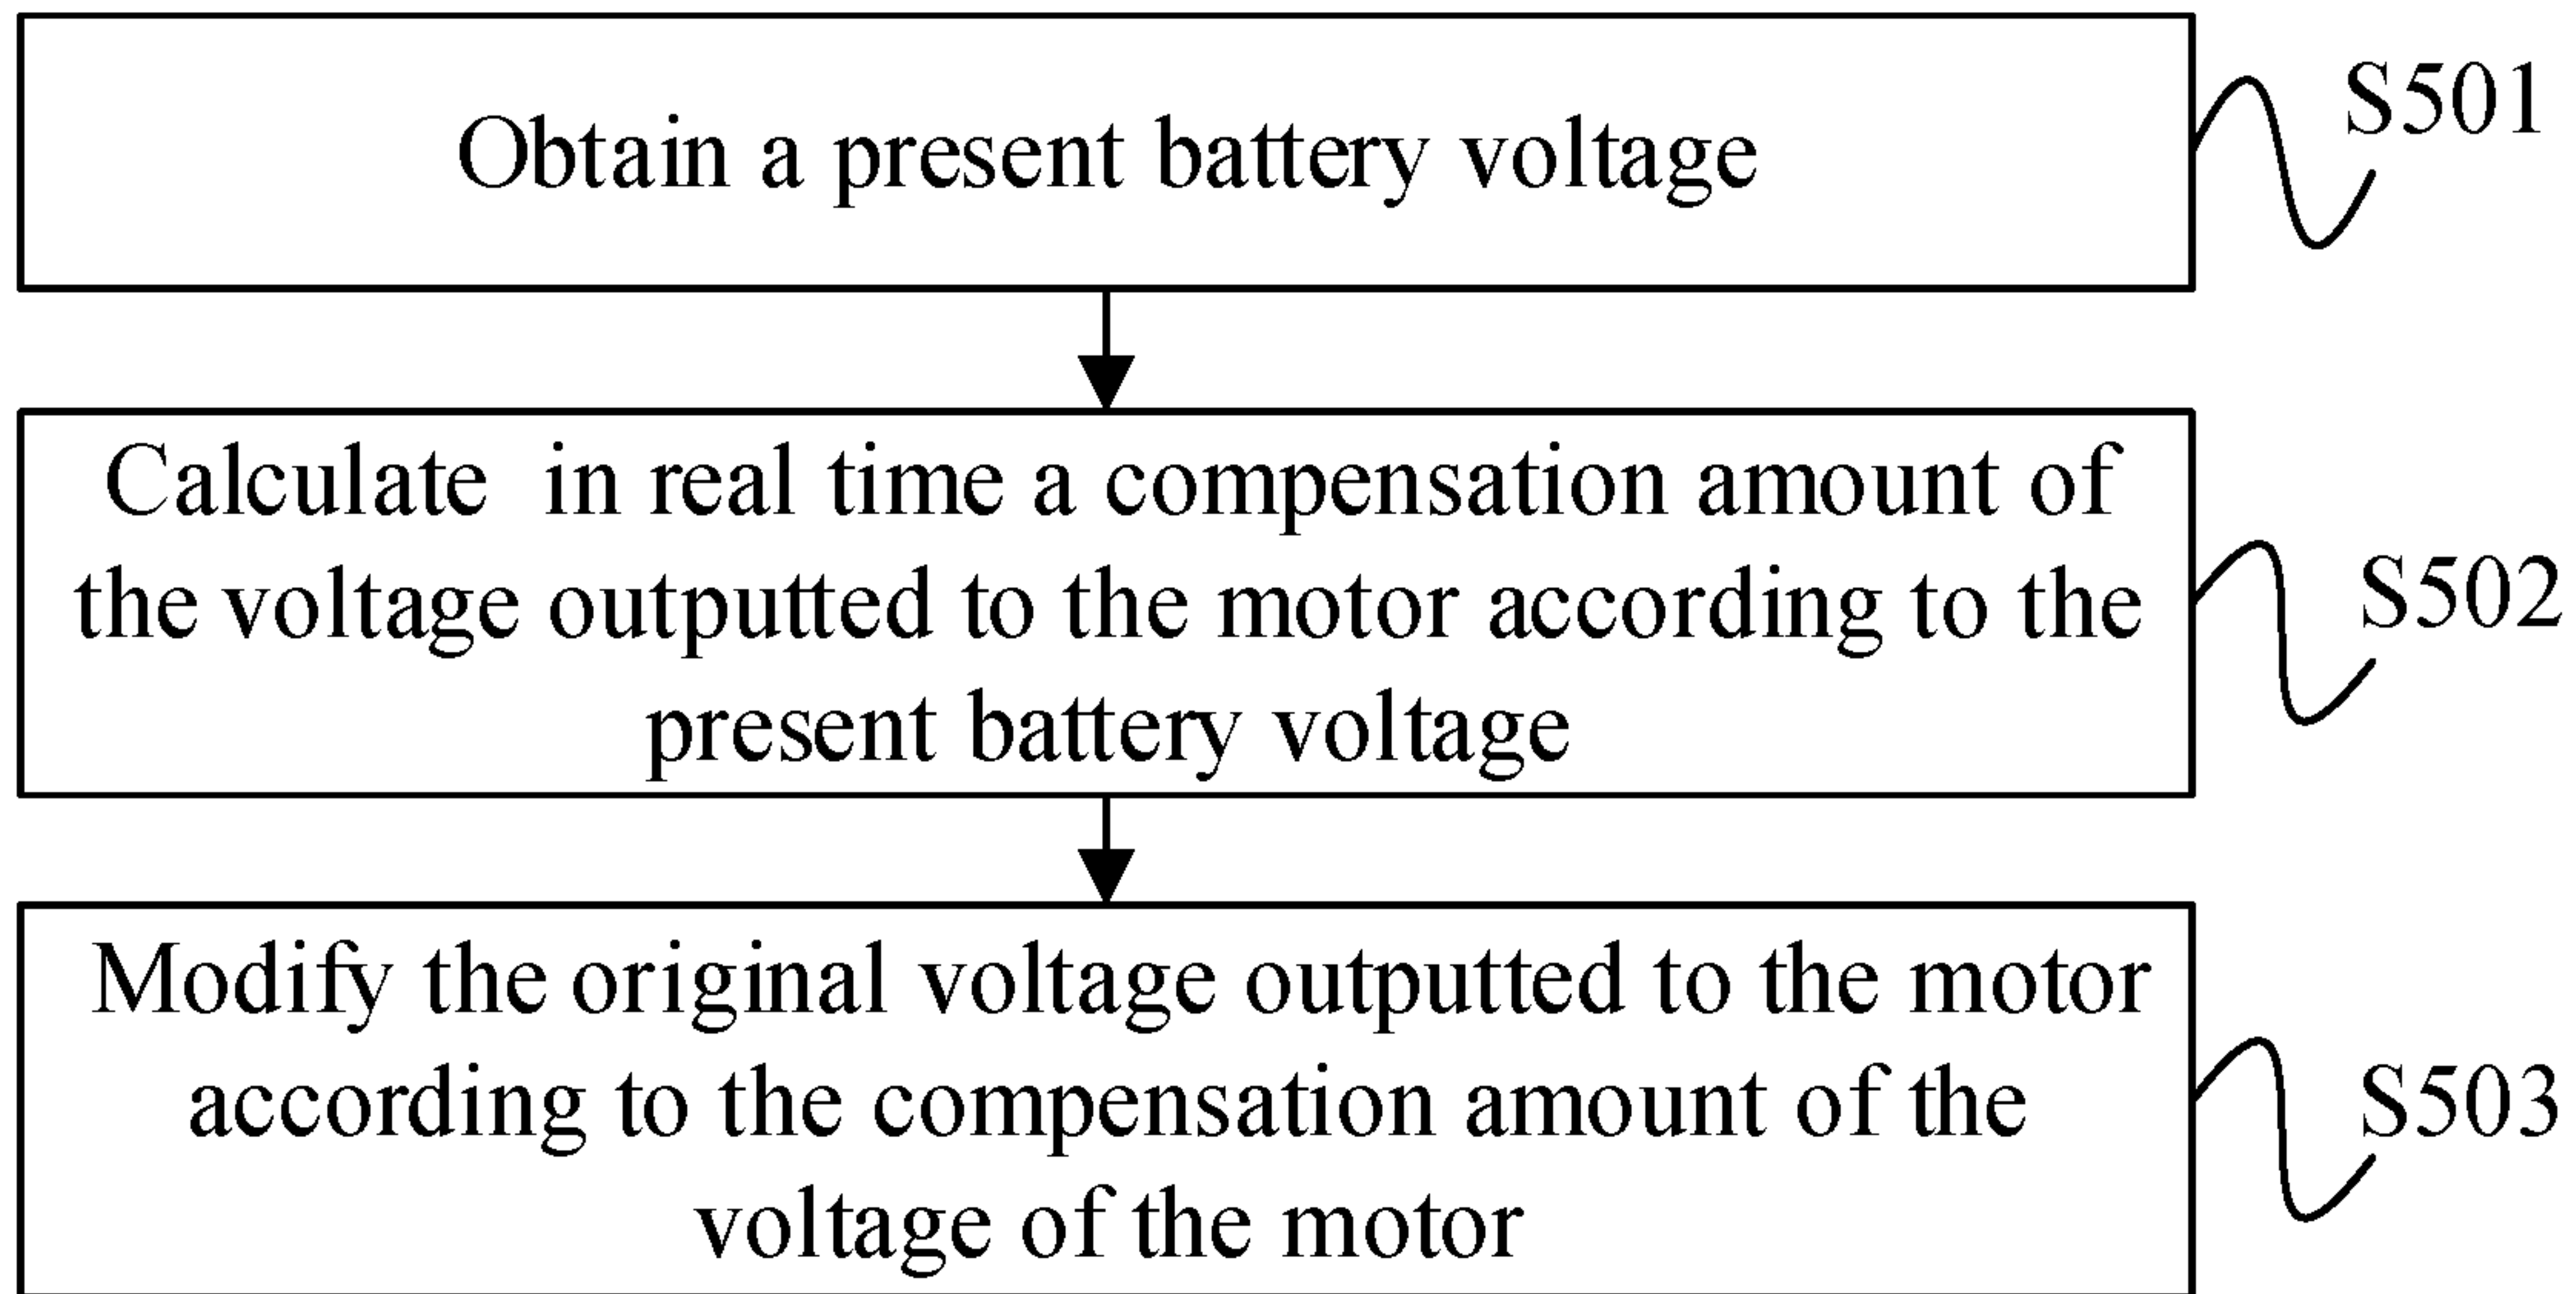 Obtain a present battery voltage
S501
Calculate in real time a compensation amount of
the voltage outputted to the motor according to the
present battery voltage
S502
Modify the original voltage outputted to the motor
according to the compensation amount of the
voltage of the motor
S503